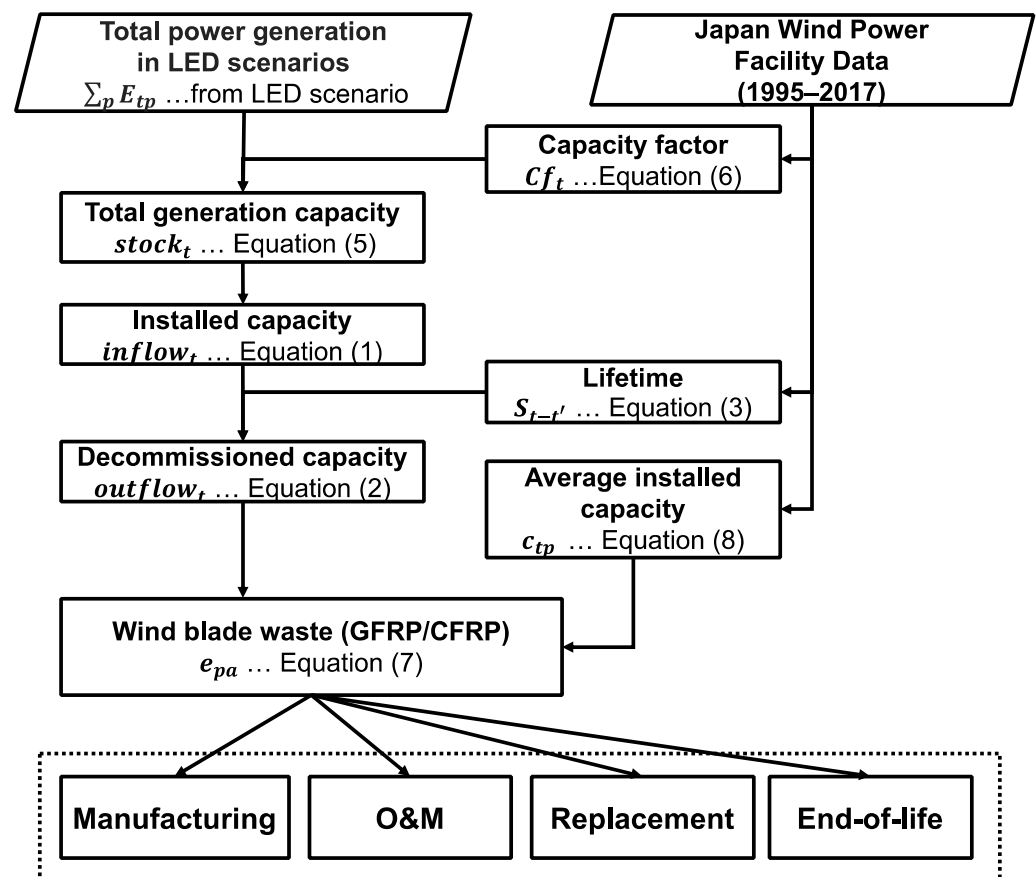 Total power generation
in LED scenarios
∑ₚ Eₜₚ …from LED scenario
Japan Wind Power
Facility Data
(1995–2017)
Capacity factor
Cfₜ …Equation (6)
Total generation capacity
stockₜ … Equation (5)
Installed capacity
inflowₜ … Equation (1)
Lifetime
Sₜ₋ₜ′ … Equation (3)
Decommissioned capacity
outflowₜ … Equation (2)
Average installed
capacity
cₜₚ … Equation (8)
Wind blade waste (GFRP/CFRP)
eₚₐ … Equation (7)
Manufacturing
O&M
Replacement
End-of-life